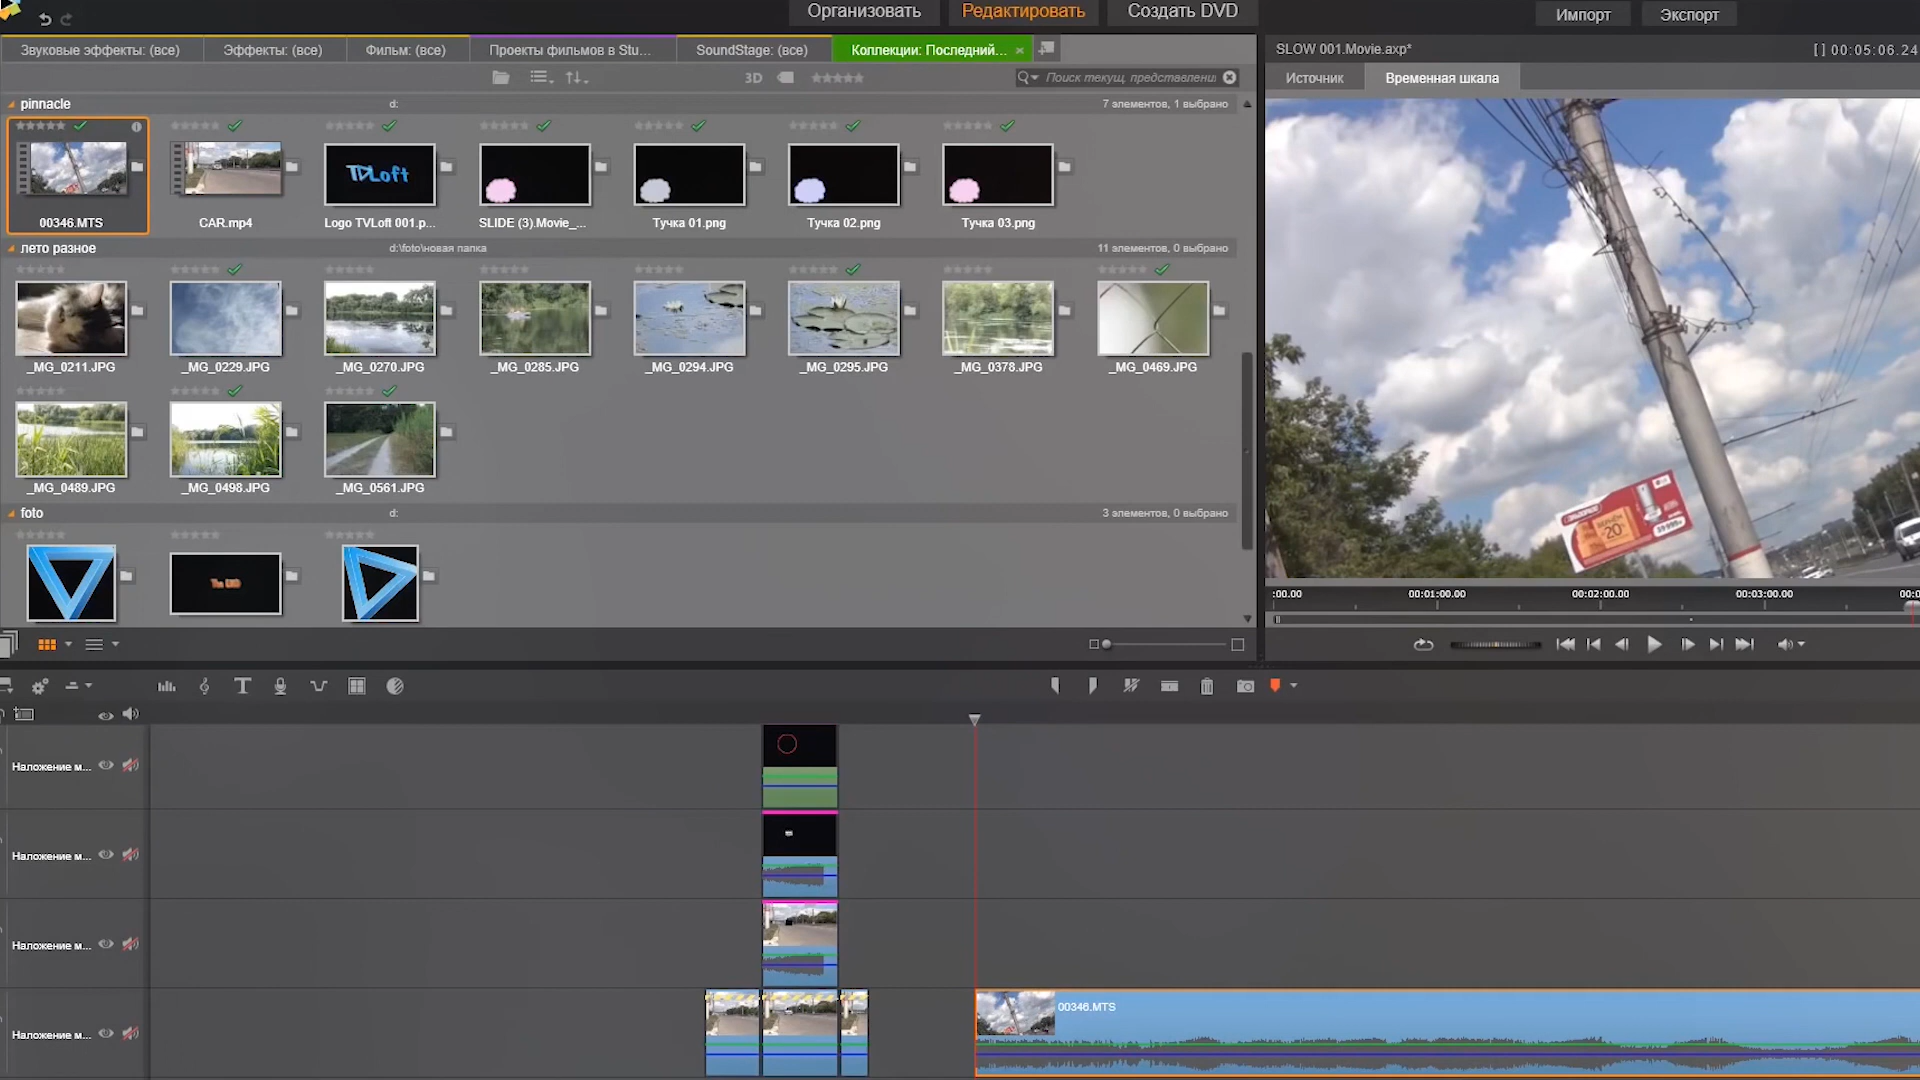 Организовать
Редактировать
Создать DVD
Импорт
Экспорт
Звуковые эффекты: (все)
Эффекты: (все)
Фильм: (все)
Проекты фильмов в Stu...
SoundStage: (все)
Коллекции: Последний...
SLOW 001.Movie.axp*
[ ] 00:05:06.24
3D
Поиск текущ. представлени
Источник
Временная шкала
pinnacle
d:
7 элементов, 1 выбрано
00346.MTS
CAR.mp4
Logo TVLoft 001.p...
SLIDE (3).Movie_...
Тучка 01.png
Тучка 02.png
Тучка 03.png
TVLoft
лето разное
d:\foto\новая папка
11 элементов, 0 выбрано
_MG_0211.JPG
_MG_0229.JPG
_MG_0270.JPG
_MG_0285.JPG
_MG_0294.JPG
_MG_0295.JPG
_MG_0378.JPG
_MG_0469.JPG
_MG_0489.JPG
_MG_0498.JPG
_MG_0561.JPG
foto
d:
3 элементов, 0 выбрано
-20%
:00.00
00:01:00.00
00:02:00.00
00:03:00.00
00:0
Наложение м...
Наложение м...
Наложение м...
Наложение м...
00346.MTS